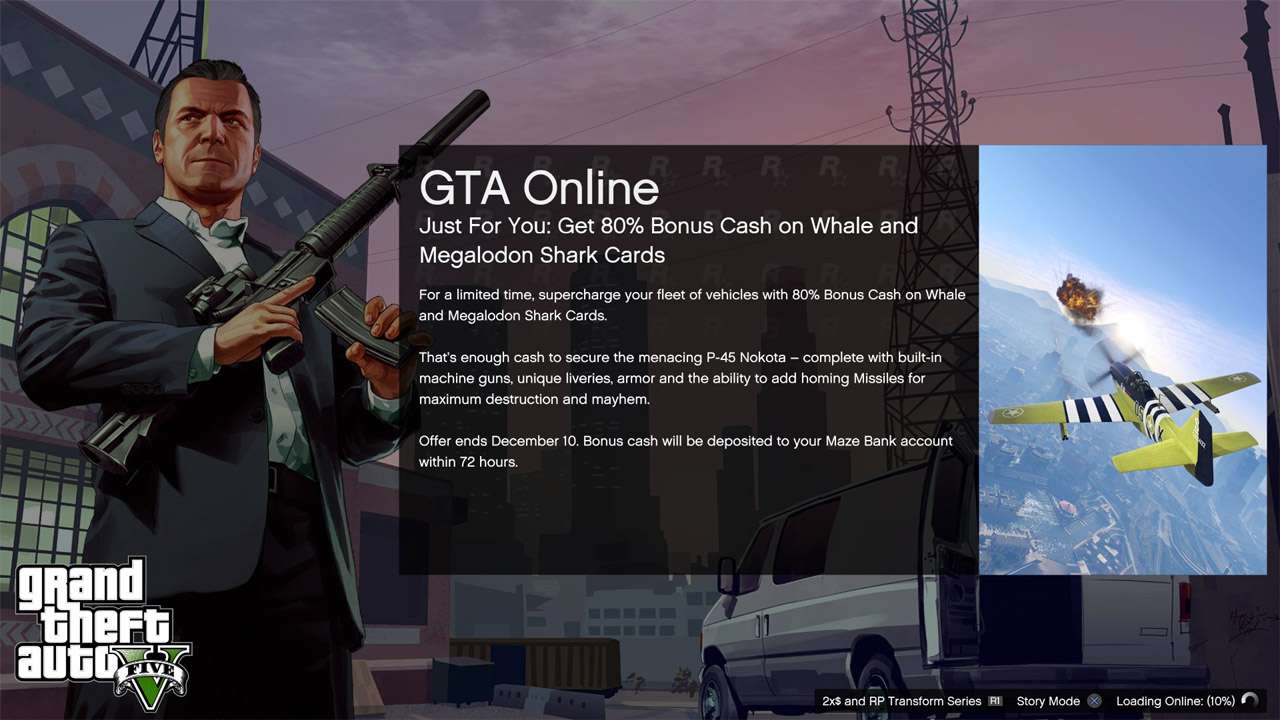 GTA Online
Just For You: Get 80% Bonus Cash on Whale and
Megalodon Shark Cards
For a limited time, supercharge your fleet of vehicles with 80% Bonus Cash on Whale
and Megalodon Shark Cards.
That's enough cash to secure the menacing P-45 Nokota – complete with built-in
machine guns, unique liveries, armor and the ability to add homing Missiles for
maximum destruction and mayhem.
Offer ends December 10. Bonus cash will be deposited to your Maze Bank account
within 72 hours.
grand
theft
auto V
FIVE
2x$ and RP Transform Series R1 Story Mode Loading Online: (10%)